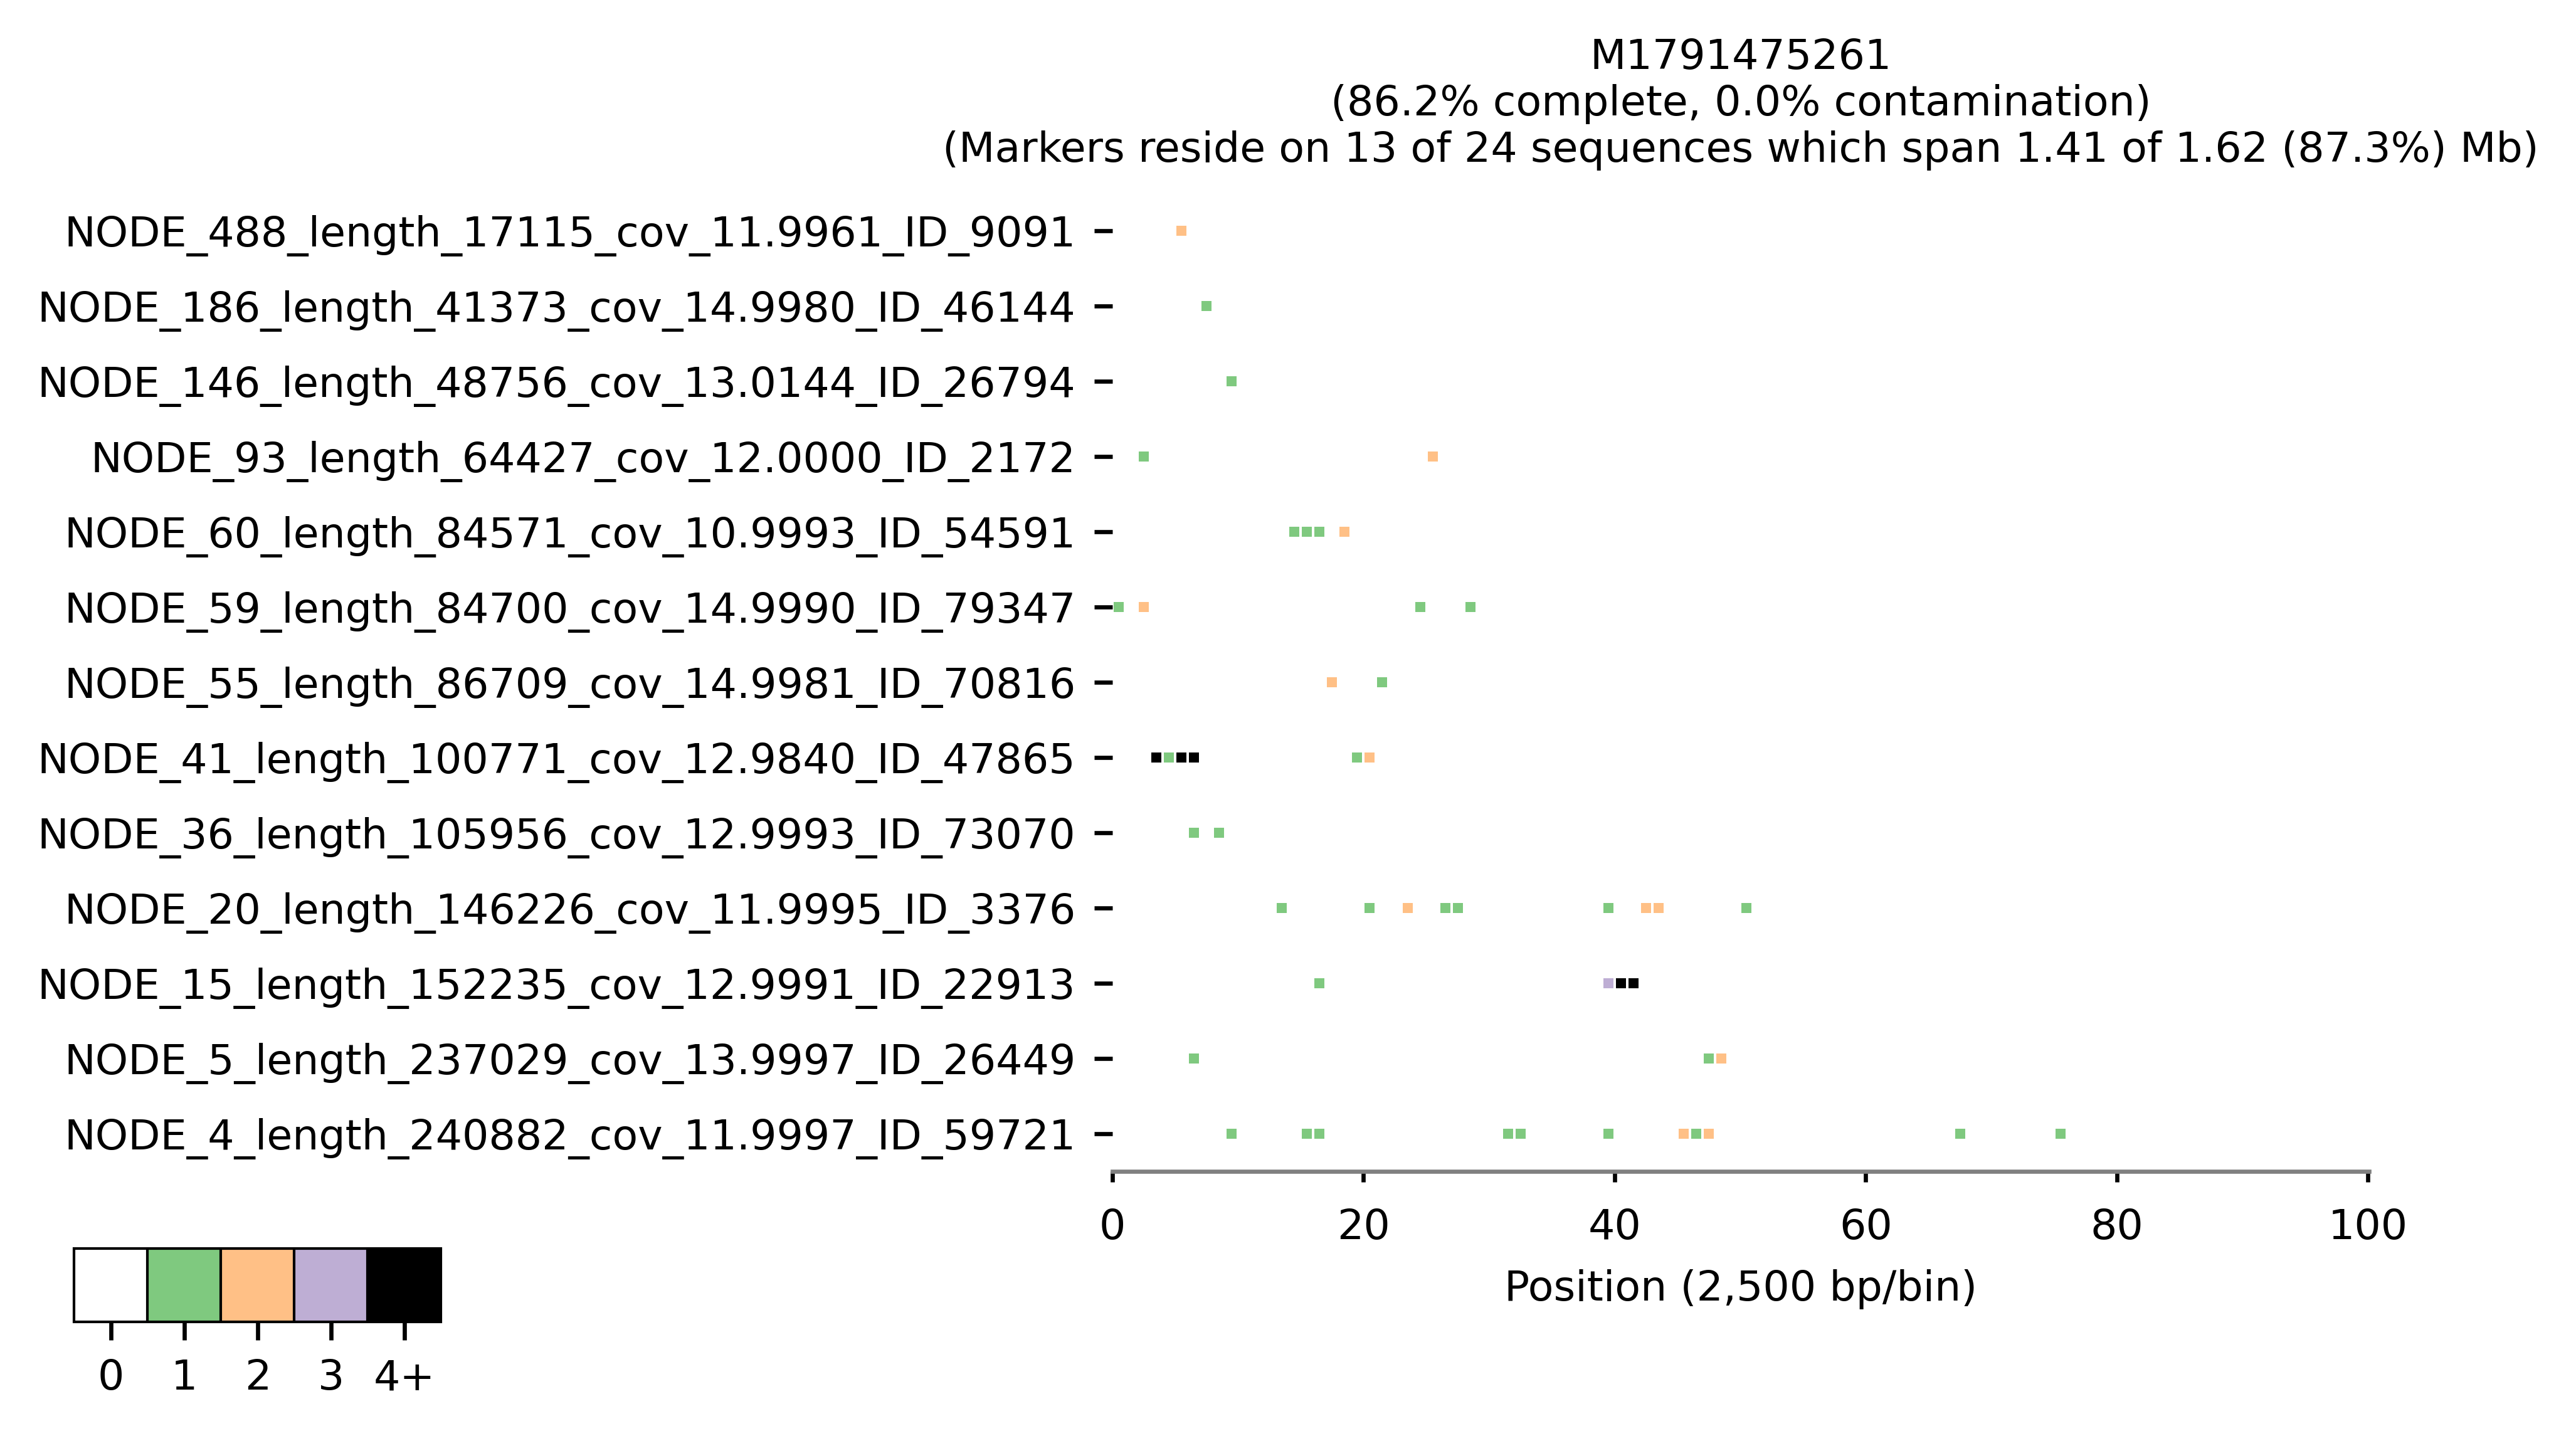 M1791475261
(86.2% complete, 0.0% contamination)
(Markers reside on 13 of 24 sequences which span 1.41 of 1.62 (87.3%) Mb)
NODE_488_length_17115_cov_11.9961_ID_9091
NODE_186_length_41373_cov_14.9980_ID_46144
NODE_146_length_48756_cov_13.0144_ID_26794
NODE_93_length_64427_cov_12.0000_ID_2172
NODE_60_length_84571_cov_10.9993_ID_54591
NODE_59_length_84700_cov_14.9990_ID_79347
NODE_55_length_86709_cov_14.9981_ID_70816
NODE_41_length_100771_cov_12.9840_ID_47865
NODE_36_length_105956_cov_12.9993_ID_73070
NODE_20_length_146226_cov_11.9995_ID_3376
NODE_15_length_152235_cov_12.9991_ID_22913
NODE_5_length_237029_cov_13.9997_ID_26449
NODE_4_length_240882_cov_11.9997_ID_59721
0 20 40 60 80 100
Position (2,500 bp/bin)
0 1 2 3 4+